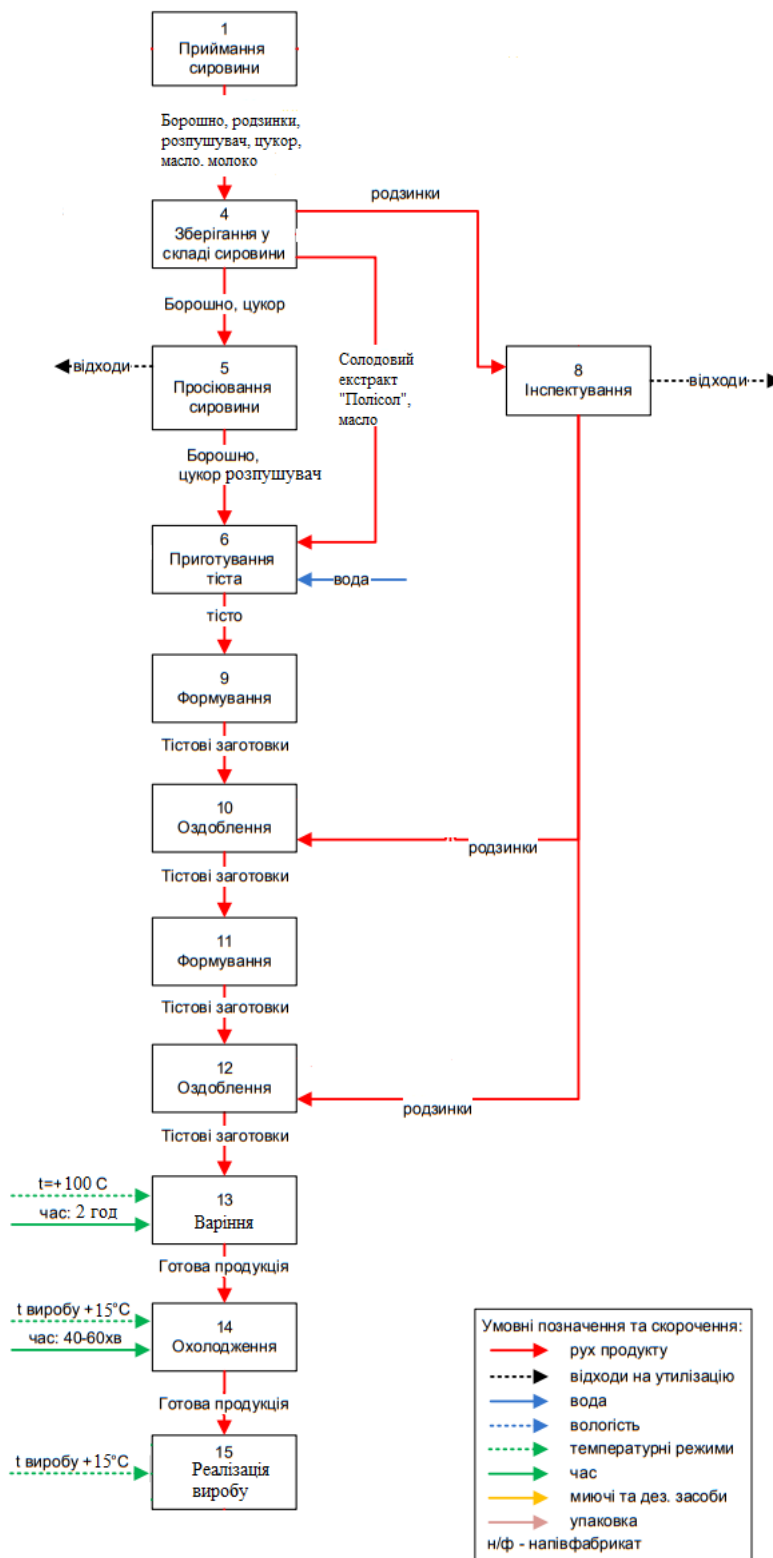 1
Приймання
сировини
Борошно, родзинки,
розпушувач, цукор,
масло. молоко
родзинки
4
Зберігання у
складі сировини
Борошно, цукор
відходи
5
Просіювання
сировини
Солодовий
екстракт
"Полісол",
масло
8
Інспектування
відходи
Борошно,
цукор розпушувач
6
Приготування
тіста
вода
тісто
9
Формування
Тістові заготовки
10
Оздоблення
родзинки
Тістові заготовки
11
Формування
Тістові заготовки
12
Оздоблення
родзинки
Тістові заготовки
t=+100 C
час: 2 год
13
Варіння
Готова продукція
t виробу +15°C
час: 40-60хв
14
Охолодження
Готова продукція
t виробу +15°C
15
Реалізація
виробу
Умовні позначення та скорочення:
рух продукту
відходи на утилізацію
вода
вологість
температурні режими
час
миючі та дез. засоби
упаковка
н/ф - напівфабрикат